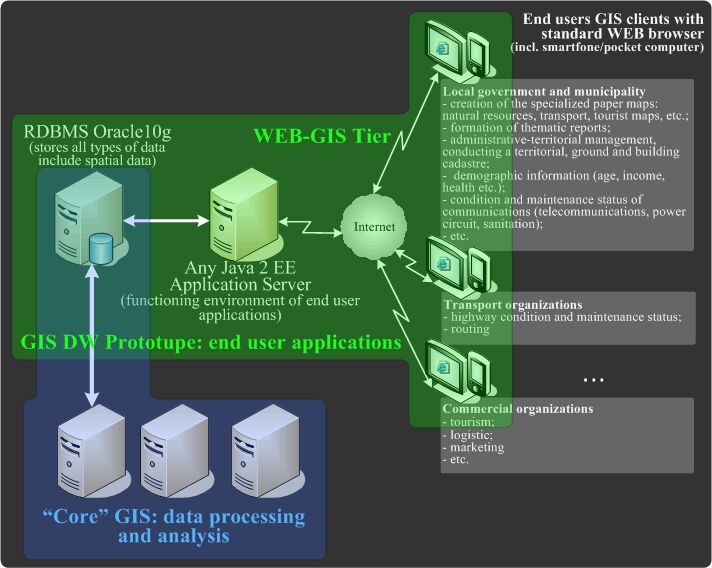 End users GIS clients with
standard WEB browser
(incl. smartfone/pocket computer)
Local government and municipality
- creation of the specialized paper maps:
natural resources, transport, tourist maps, etc.;
- formation of thematic reports;
- administrative-territorial management,
conducting a territorial, ground and building
cadastre;
- demographic information (age, income,
health etc.);
- condition and maintenance status of
communications (telecommunications, power
circuit, sanitation);
- etc.
RDBMS Oracle10g
(stores all types of data
include spatial data)
WEB-GIS Tier
Internet
Any Java 2 EE
Application Server
(functioning environment of end user
applications)
GIS DW Prototupe: end user applications
Transport organizations
- highway condition and maintenance status;
- routing
...
Commercial organizations
- tourism;
- logistic;
- marketing
- etc.
“Core” GIS: data processing
and analysis